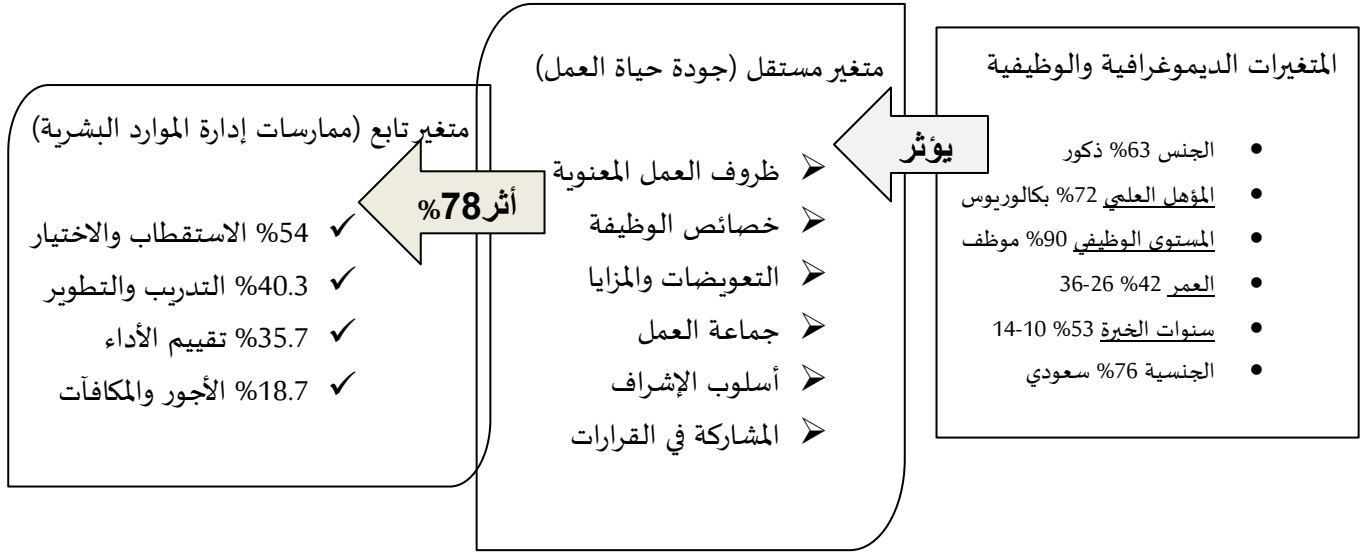 المتغيرات الديموغرافية والوظيفية
● الجنس 63% ذكور
● المؤهل العلمي 72% بكالوريوس
● المستوى الوظيفي 90% موظف
● العمر 42% 26-36
● سنوات الخبرة 53% 10-14
● الجنسية 76% سعودي
يؤثر
متغير مستقل (جودة حياة العمل)
➢ ظروف العمل المعنوية
➢ خصائص الوظيفة
➢ التعويضات والمزايا
➢ جماعة العمل
➢ أسلوب الإشراف
➢ المشاركة في القرارات
أثر78%
متغير تابع (ممارسات إدارة الموارد البشرية)
✓ 54% الاستقطاب والاختيار
✓ 40.3% التدريب والتطوير
✓ 35.7% تقييم الأداء
✓ 18.7% الأجور والمكافآت